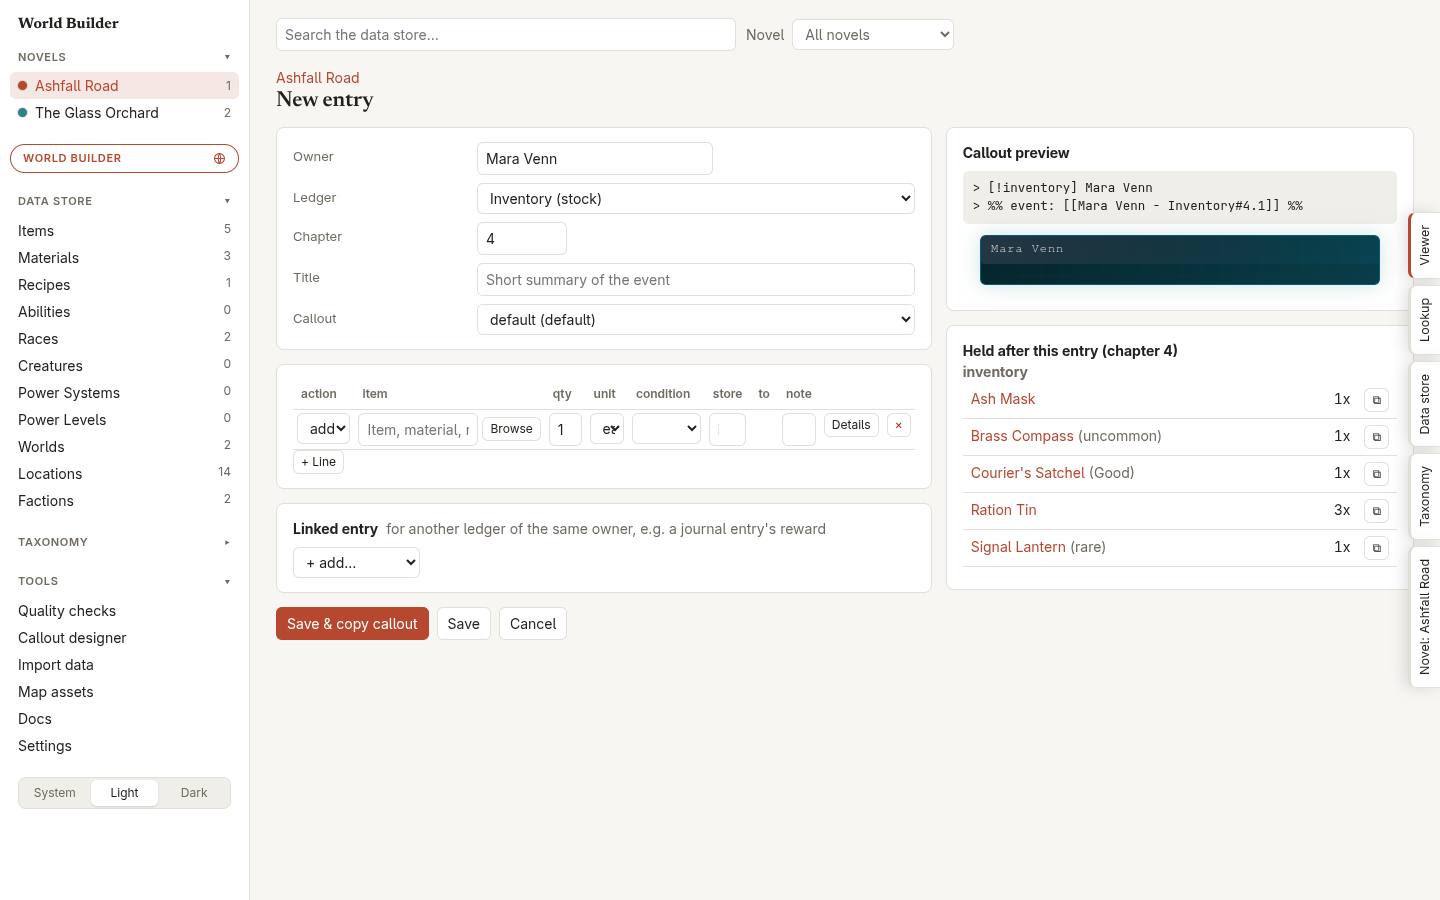 World Builder
NOVELS
Ashfall Road 1
The Glass Orchard 2
WORLD BUILDER
DATA STORE
Items 5
Materials 3
Recipes 1
Abilities 0
Races 2
Creatures 0
Power Systems 0
Power Levels 0
Worlds 2
Locations 14
Factions 2
TAXONOMY
TOOLS
Quality checks
Callout designer
Import data
Map assets
Docs
Settings
System Light Dark
Search the data store... Novel All novels
Ashfall Road
New entry
Owner Mara Venn
Ledger Inventory (stock)
Chapter 4
Title Short summary of the event
Callout default (default)
action item qty unit condition store to note
add Item, material, Browse 1 Details ×
+ Line
Linked entry for another ledger of the same owner, e.g. a journal entry's reward
+ add...
Save & copy callout Save Cancel
Callout preview
> [!inventory] Mara Venn
> %% event: [[Mara Venn - Inventory#4.1]] %%
Mara Venn
Held after this entry (chapter 4)
inventory
Ash Mask 1x
Brass Compass (uncommon) 1x
Courier's Satchel (Good) 1x
Ration Tin 3x
Signal Lantern (rare) 1x
Viewer
Lookup
Data store
Taxonomy
Novel: Ashfall Road